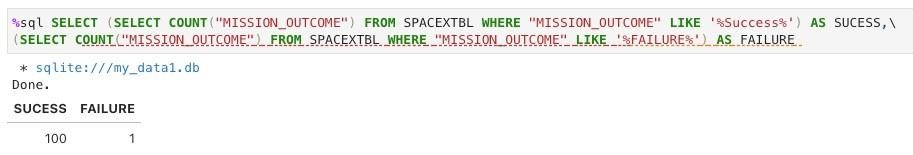 %sql SELECT (SELECT COUNT("MISSION_OUTCOME") FROM SPACEXTBL WHERE "MISSION_OUTCOME" LIKE '%Success%') AS SUCESS,\
(SELECT COUNT("MISSION_OUTCOME") FROM SPACEXTBL WHERE "MISSION_OUTCOME" LIKE '%FAILURE%') AS FAILURE
* sqlite:///my_data1.db
Done.
SUCESS FAILURE
100 1